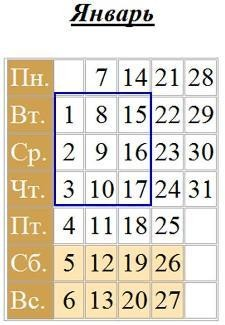 Январь
Пн. 7 14 21 28
Вт. 1 8 15 22 29
Ср. 2 9 16 23 30
Чт. 3 10 17 24 31
Пт. 4 11 18 25
Сб. 5 12 19 26
Вс. 6 13 20 27